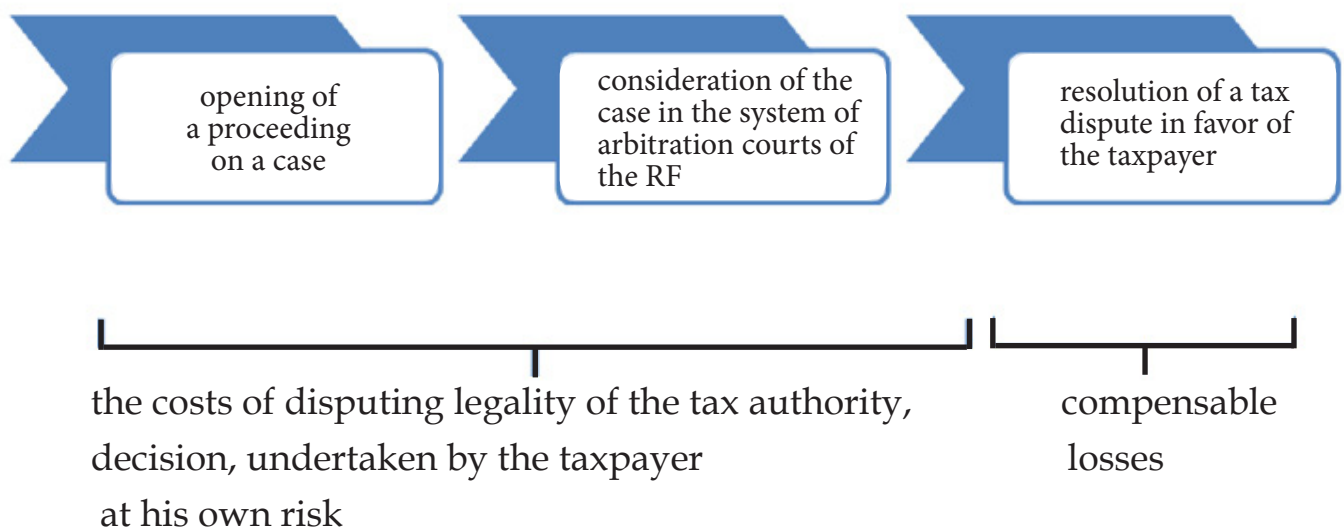 opening of
a proceeding
on a case
consideration of the
case in the system of
arbitration courts of
the RF
resolution of a tax
dispute in favor of
the taxpayer
the costs of disputing legality of the tax authority,
decision, undertaken by the taxpayer
at his own risk
compensable
losses